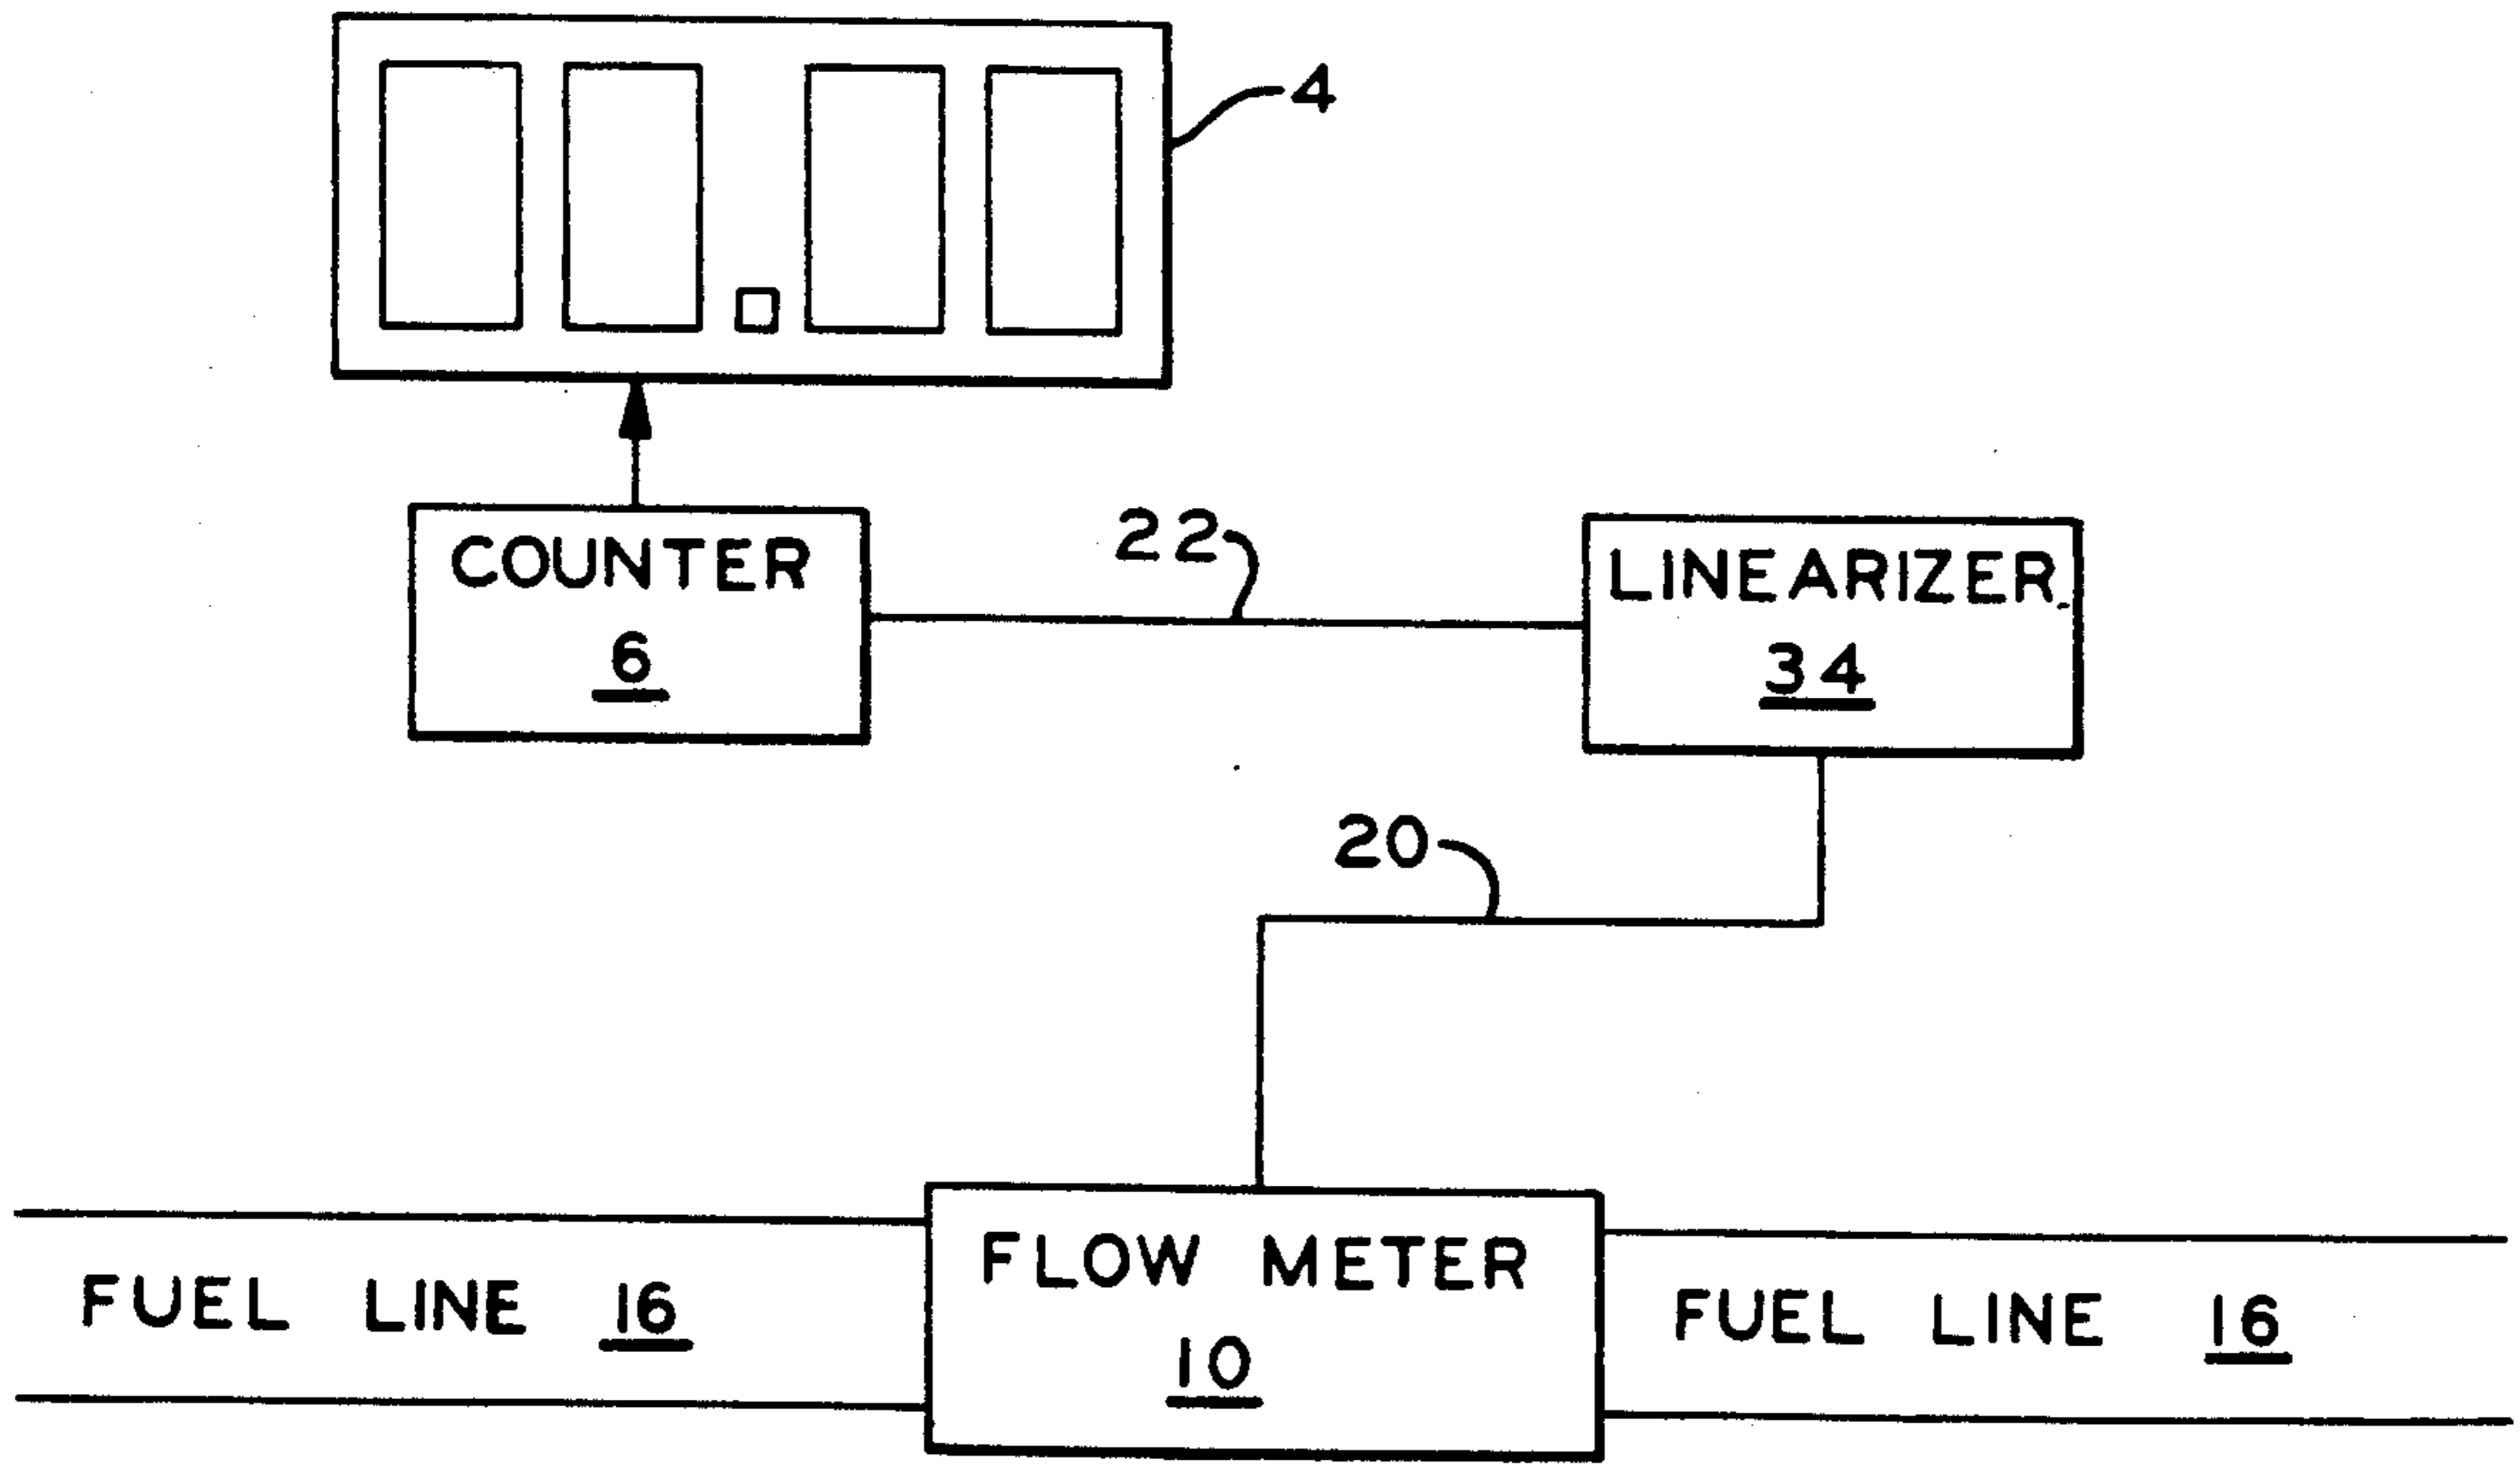 4
COUNTER
6
22
LINEARIZER
34
20
FLOW METER
10
FUEL LINE 16
FUEL LINE 16